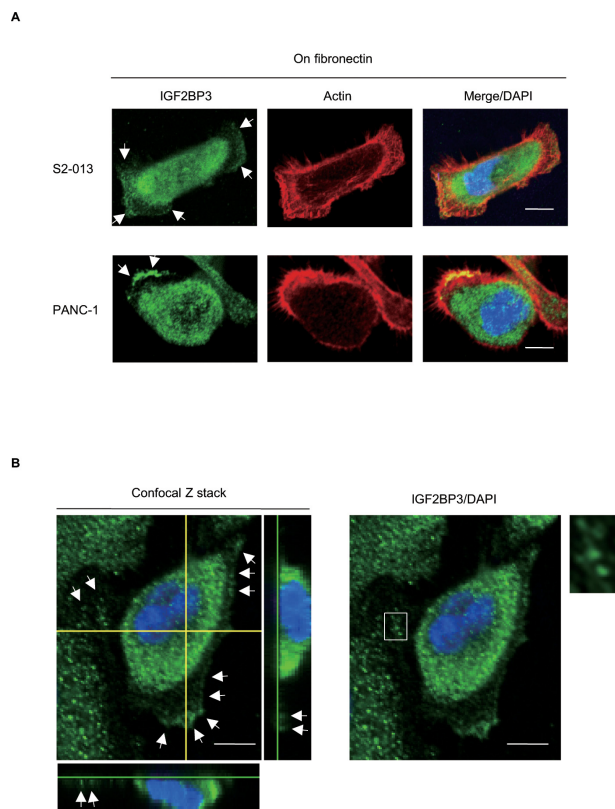 A
On fibronectin
IGF2BP3 Actin Merge/DAPI
S2-013
PANC-1
B
Confocal Z stack IGF2BP3/DAPI